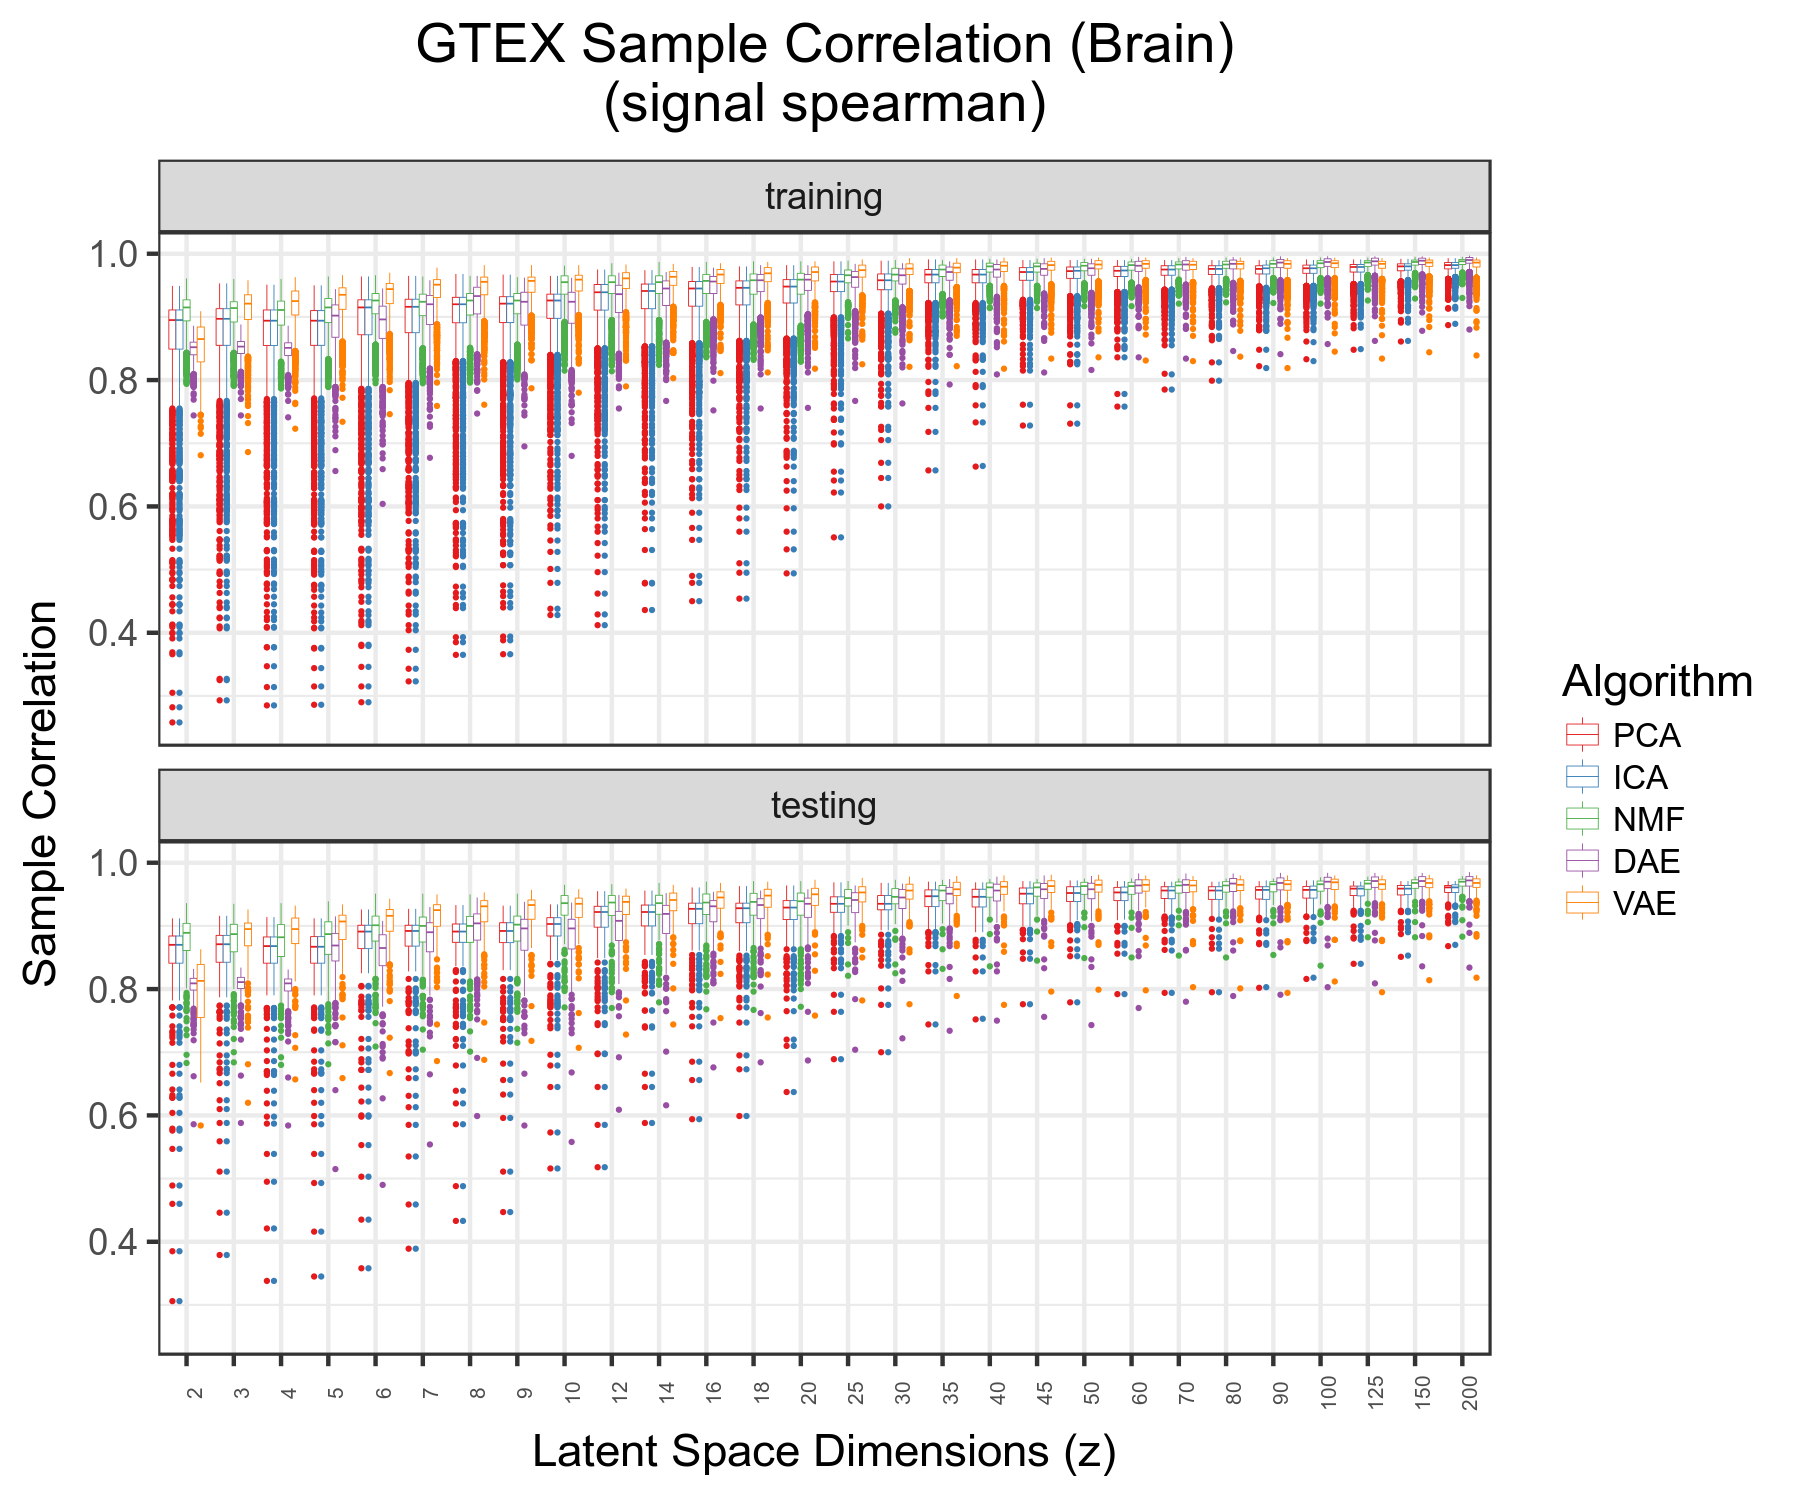 GTEX Sample Correlation (Brain)
(signal spearman)
training
1.0
0.8
0.6
0.4
testing
1.0
0.8
0.6
0.4
Sample Correlation
2 3 4 5 6 7 8 9 10 12 14 16 18 20 25 30 35 40 45 50 60 70 80 90 100 125 150 200
Latent Space Dimensions (z)
Algorithm
PCA
ICA
NMF
DAE
VAE